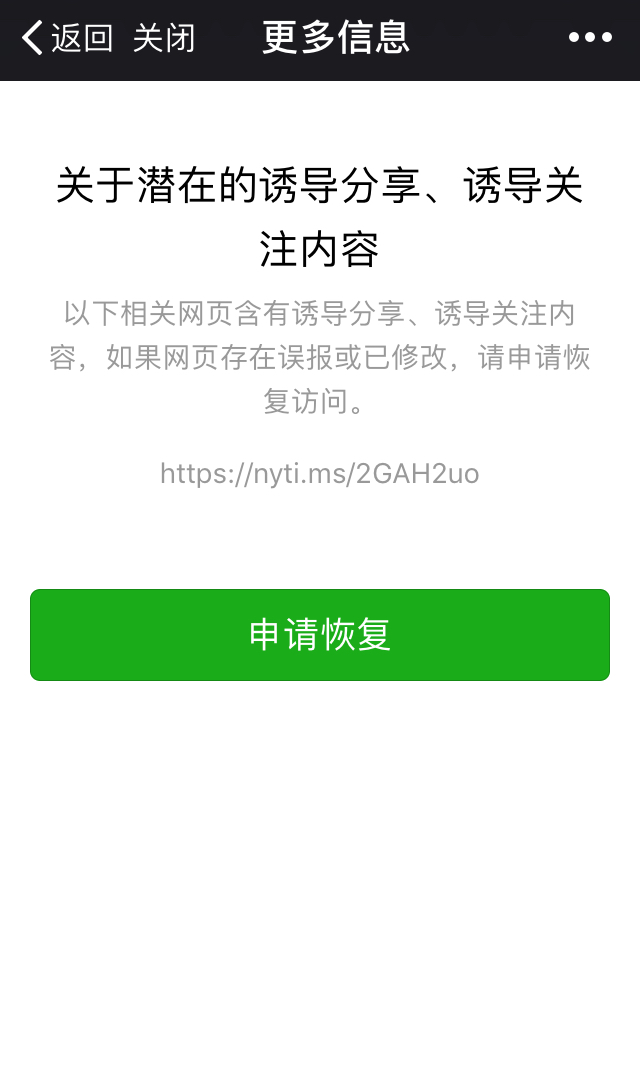 返回 关闭 更多信息
关于潜在的诱导分享、诱导关
注内容
以下相关网页含有诱导分享、诱导关注内
容，如果网页存在误报或已修改，请申请恢
复访问。
https://nyti.ms/2GAH2uo
申请恢复